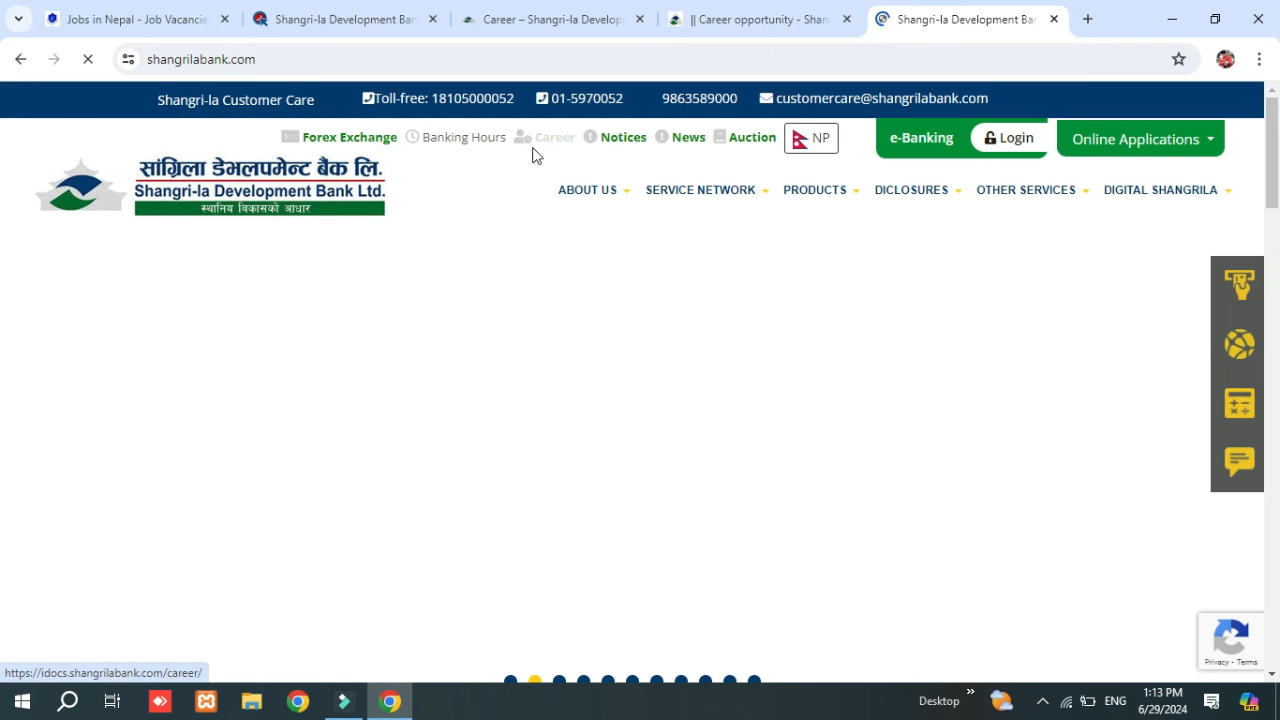 Jobs in Nepal - Job Vacancie
Shangri-la Development Ban
Career – Shangri-la Develop
|| Career opportunity - Shan
Shangri-la Development Ba
shangrilabank.com
Shangri-la Customer Care
Toll-free: 18105000052
01-5970052
9863589000
customercare@shangrilabank.com
Forex Exchange
Banking Hours
Career
Notices
News
Auction
NP
e-Banking
Login
Online Applications
सांग्रिला डेभलपमेन्ट बैंक लि.
Shangri-la Development Bank Ltd.
स्थानिय विकासको आधार
ABOUT US
SERVICE NETWORK
PRODUCTS
DICLOSURES
OTHER SERVICES
DIGITAL SHANGRILA
Privacy - Terms
https://idocs.shangrilabank.com/career/
Desktop
ENG
1:13 PM
6/29/2024
PRE